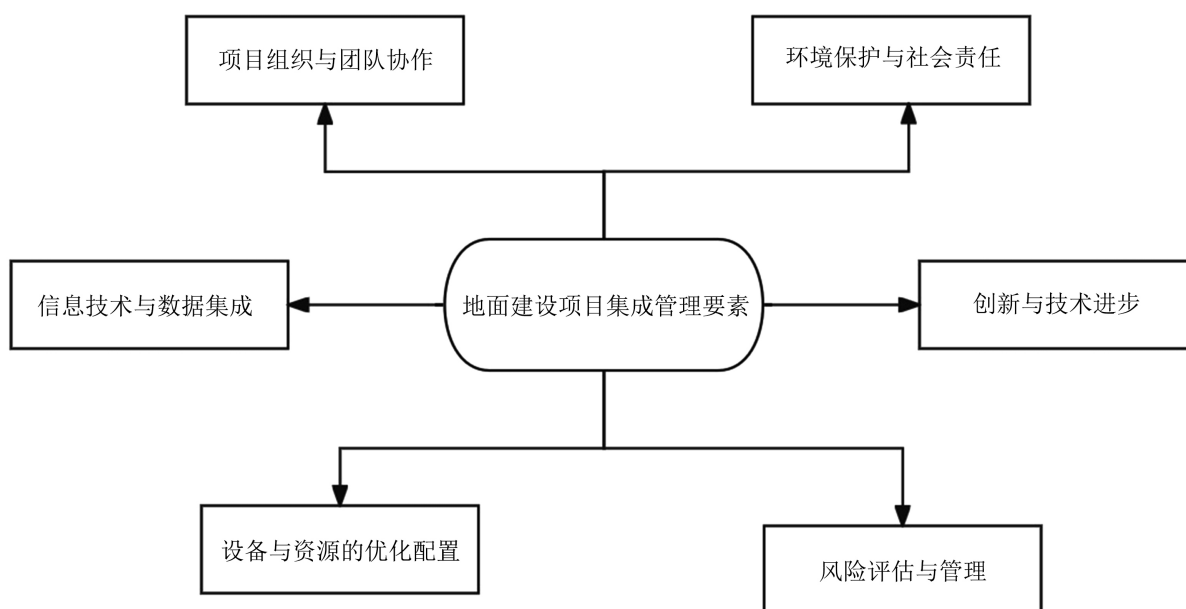 项目组织与团队协作
环境保护与社会责任
信息技术与数据集成
地面建设项目集成管理要素
创新与技术进步
设备与资源的优化配置
风险评估与管理